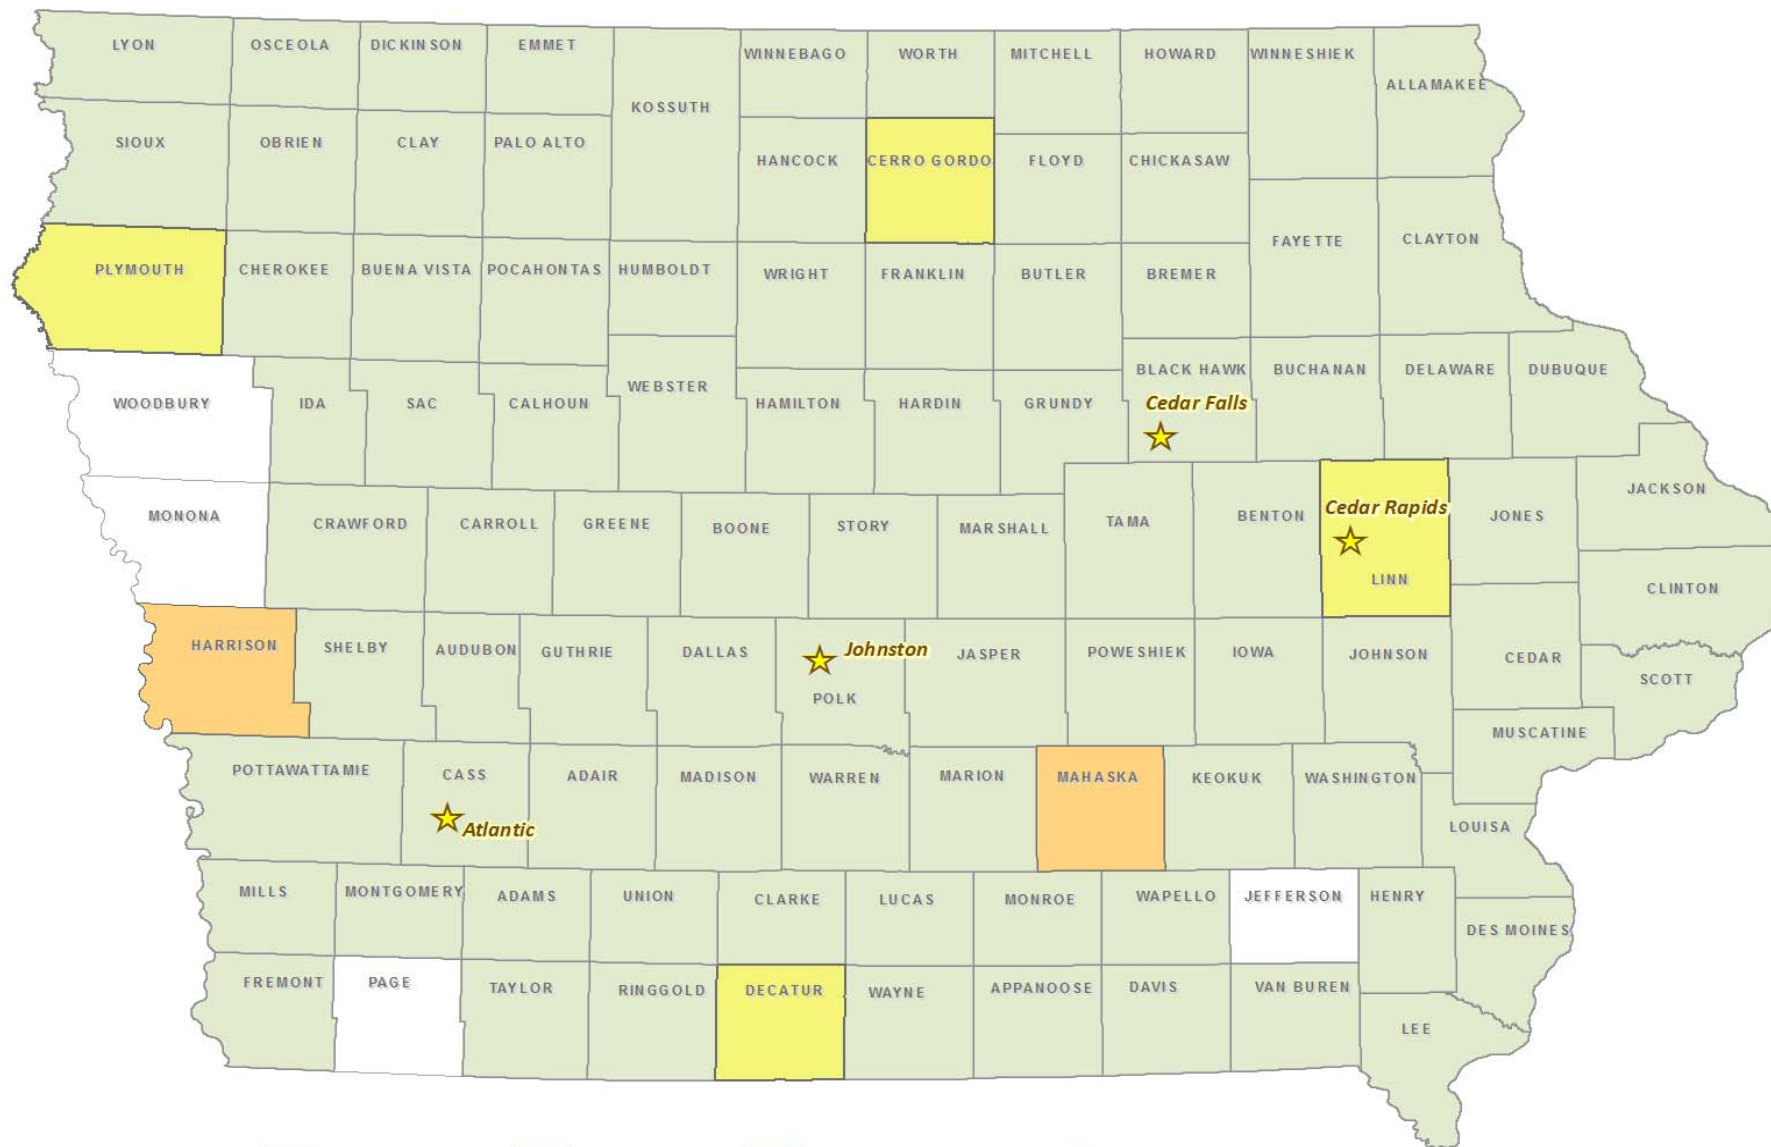 LYON
OSCEOLA
DICKINSON
EMMET
KOSSUTH
WINNEBAGO
WORTH
MITCHELL
HOWARD
WINNESHIEK
ALLAMAKEE
SIOUX
OBRIEN
CLAY
PALO ALTO
HANCOCK
CERRO GORDO
FLOYD
CHICKASAW
FAYETTE
CLAYTON
PLYMOUTH
CHEROKEE
BUENA VISTA
POCAHONTAS
HUMBOLDT
WRIGHT
FRANKLIN
BUTLER
BREMER
WOODBURY
IDA
SAC
CALHOUN
WEBSTER
HAMILTON
HARDIN
GRUNDY
BLACK HAWK
Cedar Falls
BUCHANAN
DELAWARE
DUBUQUE
MONONA
CRAWFORD
CARROLL
GREENE
BOONE
STORY
MARSHALL
TAMA
BENTON
Cedar Rapids
LINN
JONES
JACKSON
CLINTON
HARRISON
SHELBY
AUDUBON
GUTHRIE
DALLAS
Johnston
POLK
JASPER
POWESHIEK
IOWA
JOHNSON
CEDAR
SCOTT
MUSCATINE
POTTAWATTAMIE
CASS
Atlantic
ADAIR
MADISON
WARREN
MARION
MAHASKA
KEOKUK
WASHINGTON
LOUISA
MILLS
MONTGOMERY
ADAMS
UNION
CLARKE
LUCAS
MONROE
WAPELLO
JEFFERSON
HENRY
DES MOINES
FREMONT
PAGE
TAYLOR
RINGGOLD
DECATUR
WAYNE
APPANOOSE
DAVIS
VAN BUREN
LEE